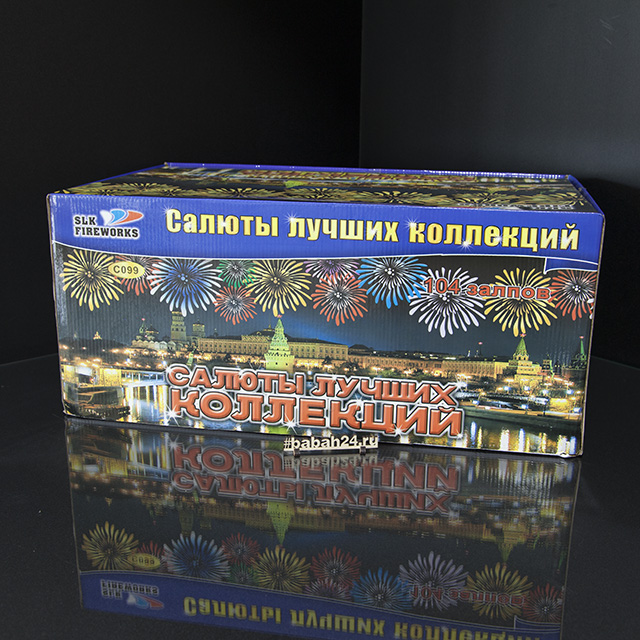 SLK
FIREWORKS
Салюты лучших коллекций
С099
104 залпов
САЛЮТЫ ЛУЧШИХ
КОЛЛЕКЦИЙ
#babah24.ru